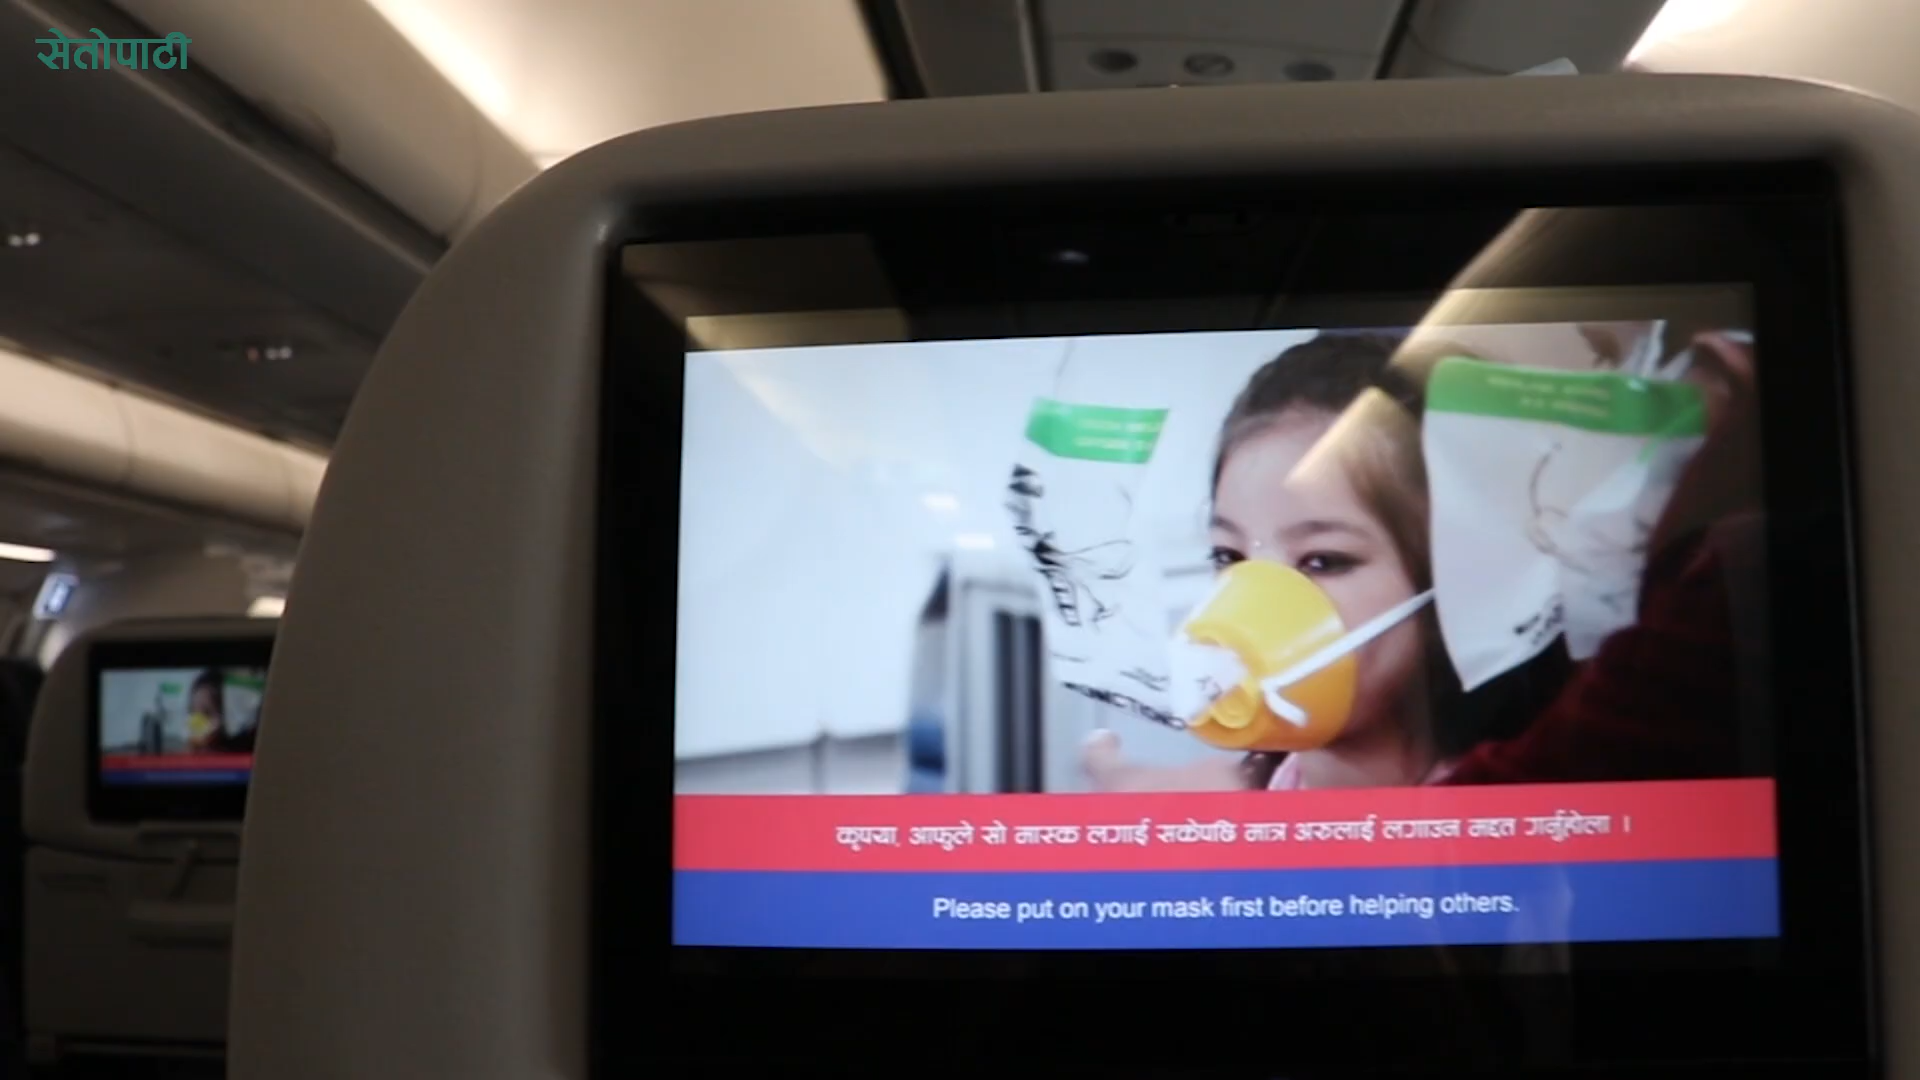 सेतोपाटी
कृपया, आफुले सो मास्क लगाई सकेपछि मात्र अरुलाई लगाउन मद्दत गर्नुहोला ।
Please put on your mask first before helping others.